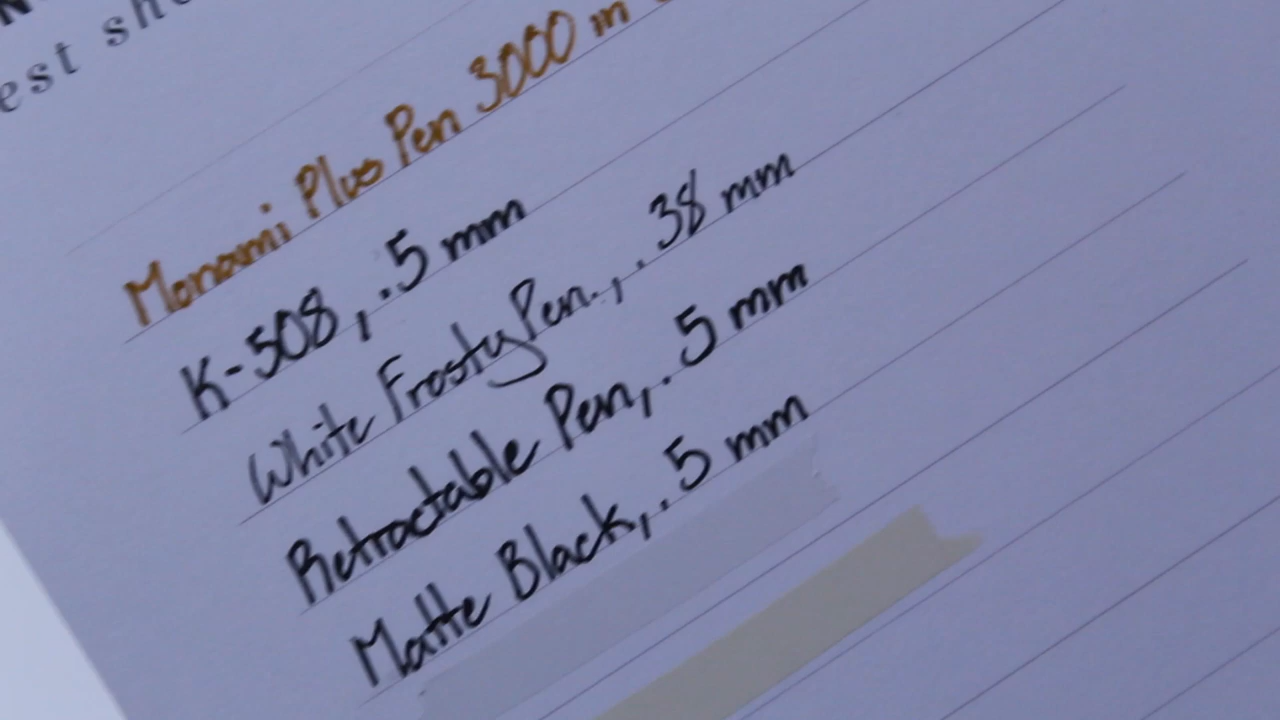 est sh
Monami Plus Pen 3000 in
K-508, .5 mm
White Frosty Pen., .38 mm
Retractable Pen, .5 mm
Matte Black, .5 mm